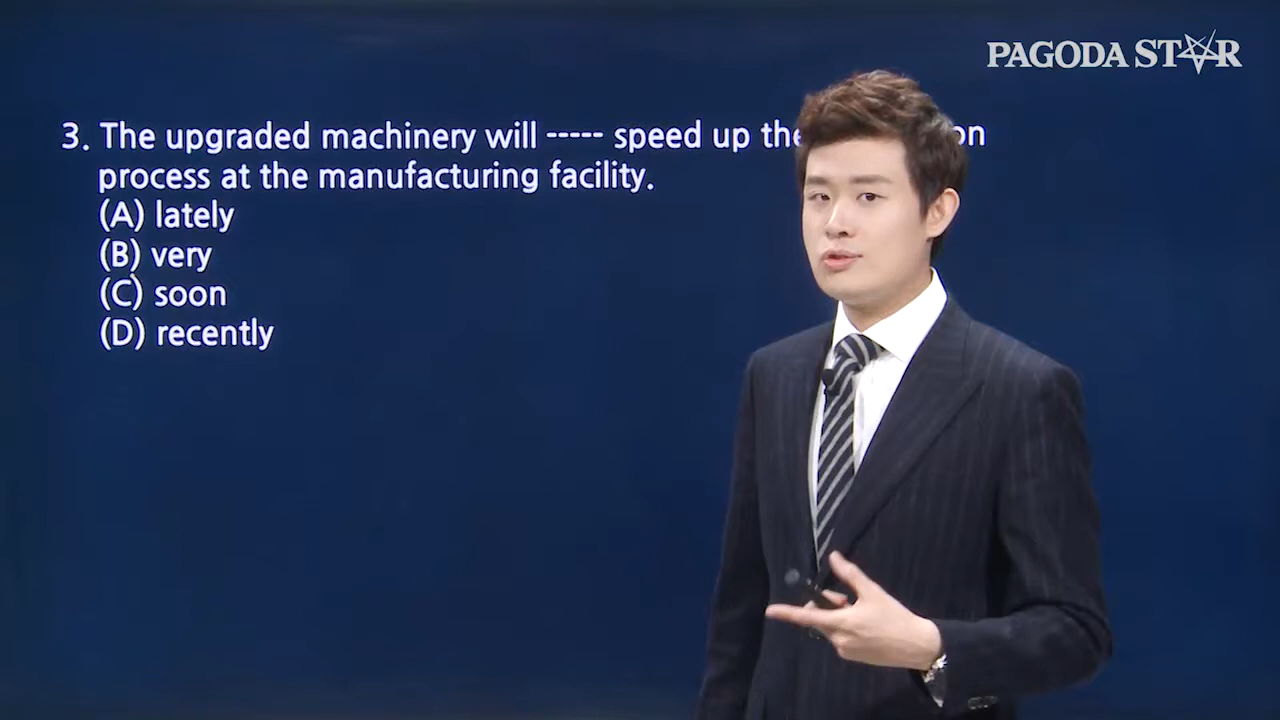 PAGODA STAR
3. The upgraded machinery will ----- speed up the on
process at the manufacturing facility.
(A) lately
(B) very
(C) soon
(D) recently